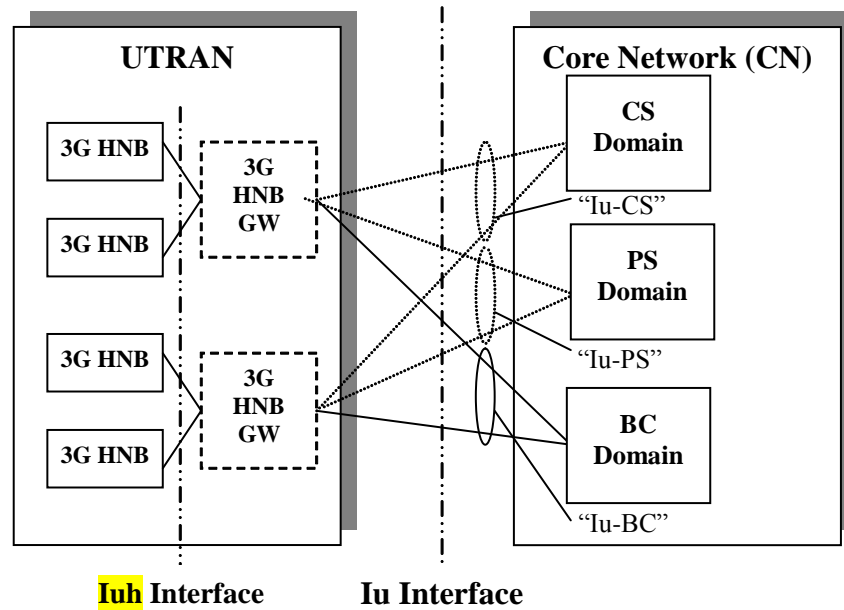 UTRAN
Core Network (CN)
3G HNB
3G HNB
3G HNB
3G HNB
3G
HNB
GW
3G
HNB
GW
CS
Domain
“Iu-CS”
PS
Domain
“Iu-PS”
BC
Domain
“Iu-BC”
Iuh Interface
Iu Interface